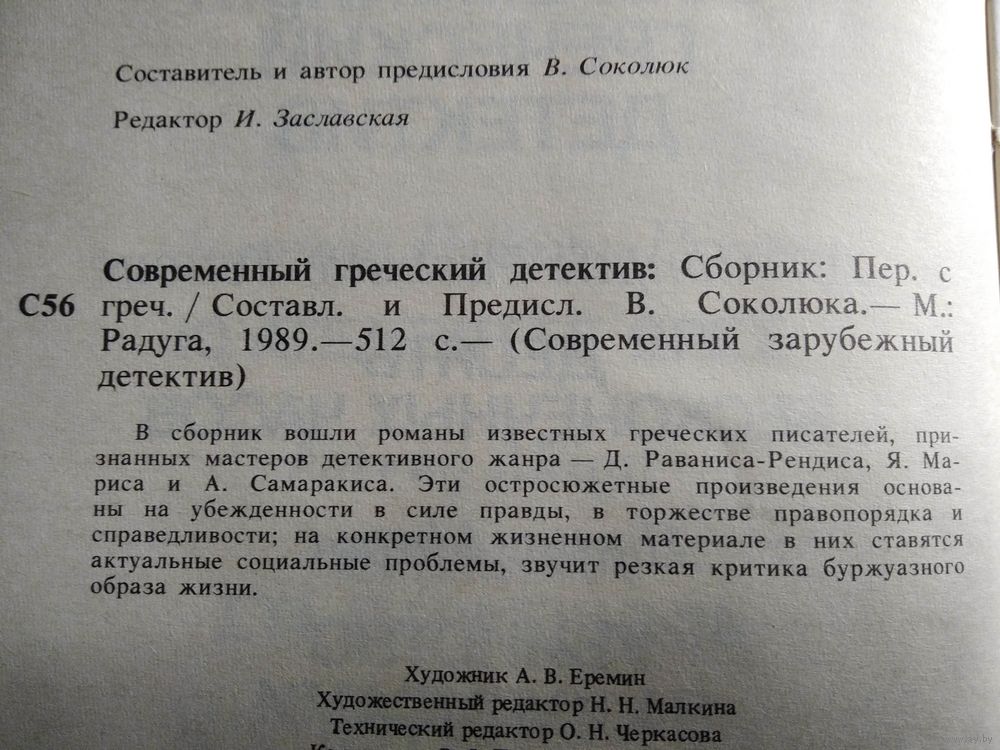 Составитель и автор предисловия В. Соколюк
Редактор И. Заславская
Современный греческий детектив: Сборник: Пер. с
С56 греч. / Составл. и Предисл. В. Соколюка.— М.:
Радуга, 1989.—512 с.— (Современный зарубежный
детектив)
В сборник вошли романы известных греческих писателей, при-
знанных мастеров детективного жанра — Д. Раваниса-Рендиса, Я. Ма-
риса и А. Самаракиса. Эти остросюжетные произведения основа-
ны на убежденности в силе правды, в торжестве правопорядка и
справедливости; на конкретном жизненном материале в них ставятся
актуальные социальные проблемы, звучит резкая критика буржуазного
образа жизни.
Художник А. В. Еремин
Художественный редактор Н. Н. Малкина
Технический редактор О. Н. Черкасова